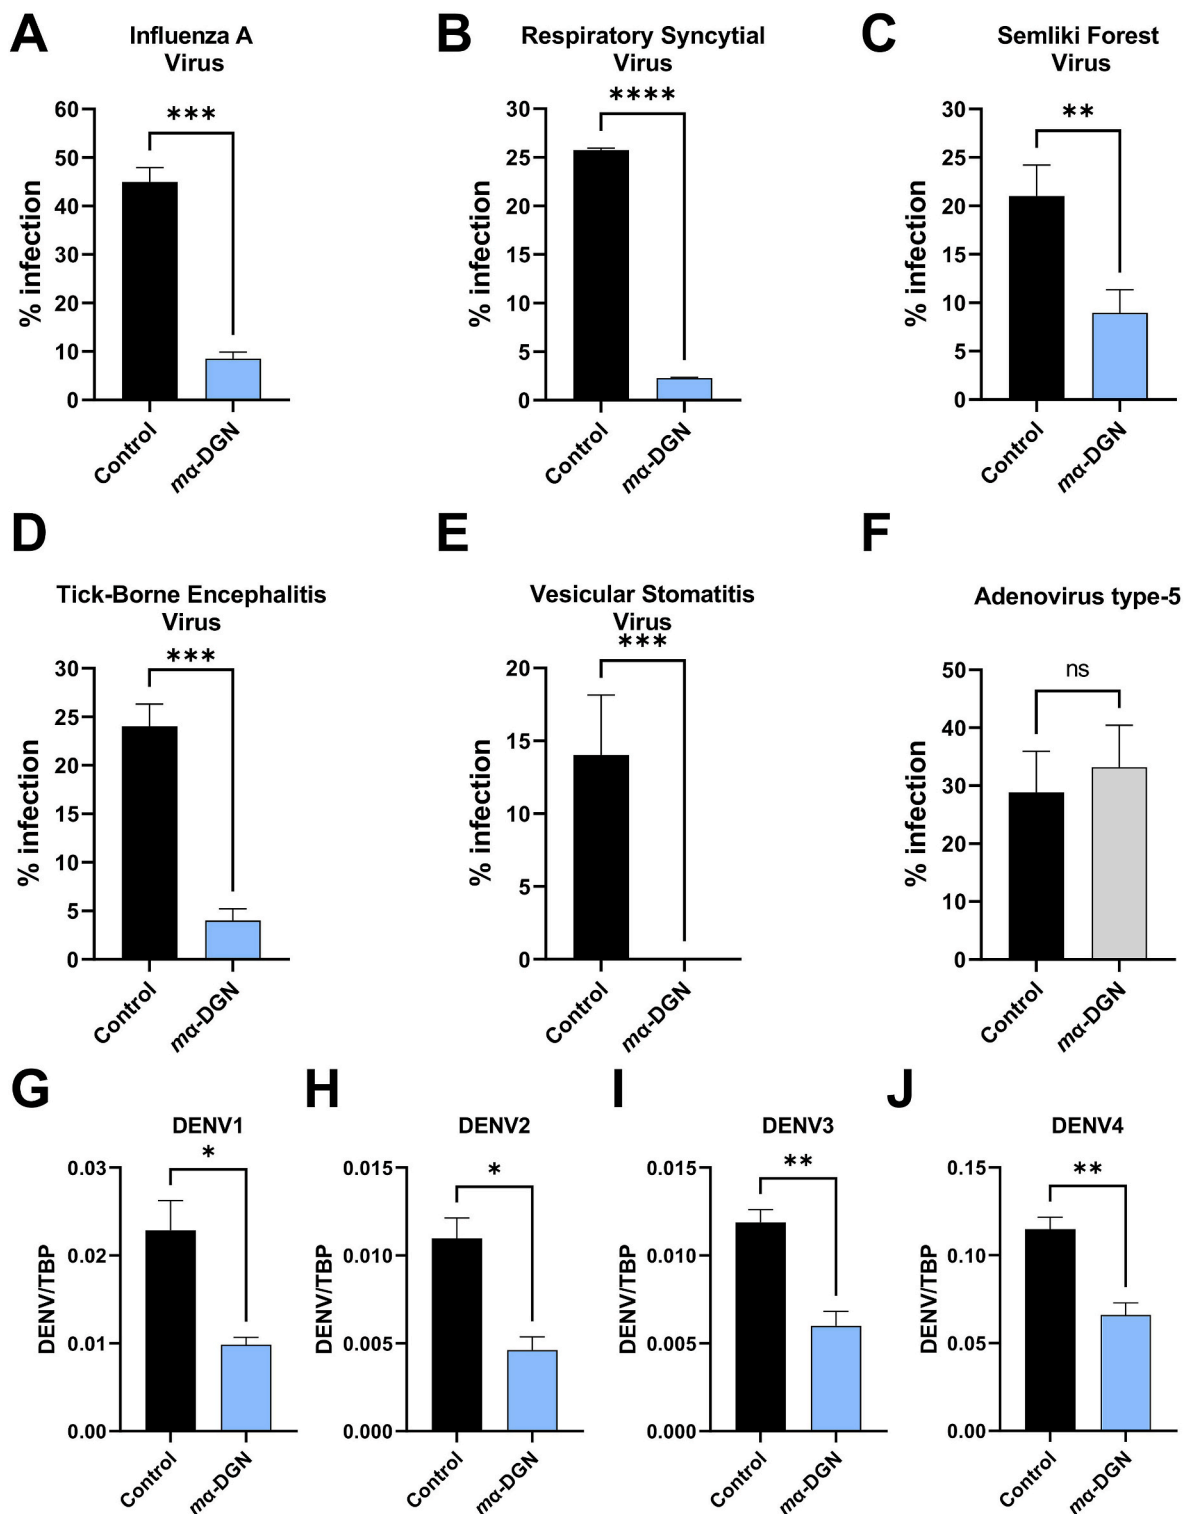 A
Influenza A
Virus
***
60
50
40
30
20
10
0
% infection
Control
mα-DGN
B
Respiratory Syncytial
Virus
****
30
25
20
15
10
5
0
% infection
Control
mα-DGN
C
Semliki Forest
Virus
**
30
25
20
15
10
5
0
% infection
Control
mα-DGN
D
Tick-Borne Encephalitis
Virus
***
30
25
20
15
10
5
0
% infection
Control
mα-DGN
E
Vesicular Stomatitis
Virus
***
20
15
10
5
0
% infection
Control
mα-DGN
F
Adenovirus type-5
ns
50
40
30
20
10
0
% infection
Control
mα-DGN
G
DENV1
*
0.03
0.02
0.01
0.00
DENV/TBP
Control
mα-DGN
H
DENV2
*
0.015
0.010
0.005
0.000
DENV/TBP
Control
mα-DGN
I
DENV3
**
0.015
0.010
0.005
0.000
DENV/TBP
Control
mα-DGN
J
DENV4
**
0.15
0.10
0.05
0.00
DENV/TBP
Control
mα-DGN